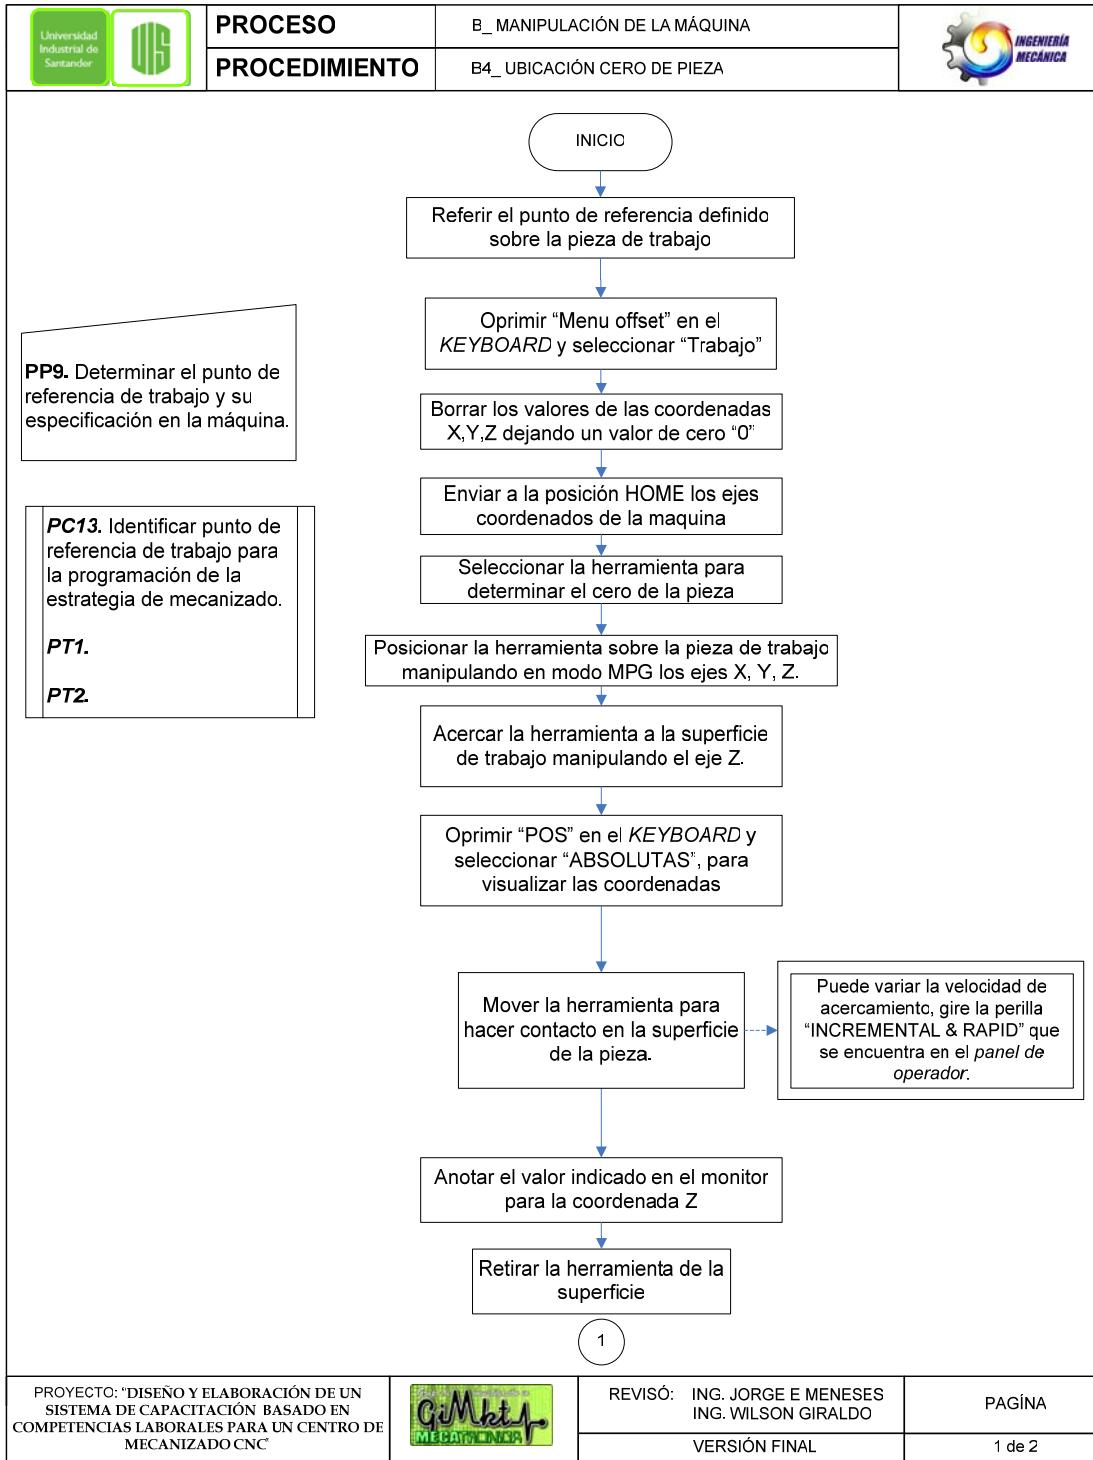 Universidad
Industrial de
Santander
UIS
PROCESO
B_ MANIPULACIÓN DE LA MÁQUINA
PROCEDIMIENTO
B4_ UBICACIÓN CERO DE PIEZA
INGENIERÍA
MECÁNICA
INICIO
Referir el punto de referencia definido
sobre la pieza de trabajo
Oprimir “Menu offset” en el
KEYBOARD y seleccionar “Trabajo”
PP9. Determinar el punto de
referencia de trabajo y su
especificación en la máquina.
Borrar los valores de las coordenadas
X,Y,Z dejando un valor de cero “0”
Enviar a la posición HOME los ejes
coordenados de la maquina
PC13. Identificar punto de
referencia de trabajo para
la programación de la
estrategia de mecanizado.
PT1.
PT2.
Seleccionar la herramienta para
determinar el cero de la pieza
Posicionar la herramienta sobre la pieza de trabajo
manipulando en modo MPG los ejes X, Y, Z.
Acercar la herramienta a la superficie
de trabajo manipulando el eje Z.
Oprimir “POS” en el KEYBOARD y
seleccionar “ABSOLUTAS”, para
visualizar las coordenadas
Mover la herramienta para
hacer contacto en la superficie
de la pieza.
Puede variar la velocidad de
acercamiento, gire la perilla
“INCREMENTAL & RAPID” que
se encuentra en el panel de
operador.
Anotar el valor indicado en el monitor
para la coordenada Z
Retirar la herramienta de la
superficie
1
PROYECTO: “DISEÑO Y ELABORACIÓN DE UN
SISTEMA DE CAPACITACIÓN BASADO EN
COMPETENCIAS LABORALES PARA UN CENTRO DE
MECANIZADO CNC”
GiMkt
MECATRONICA
REVISÓ: ING. JORGE E MENESES
ING. WILSON GIRALDO
VERSIÓN FINAL
PAGÍNA
1 de 2